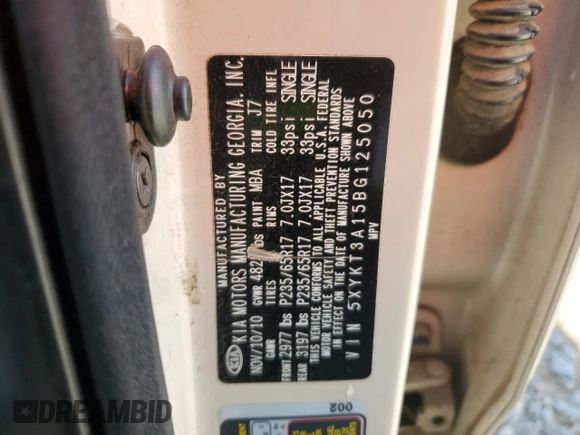 MANUFACTURED BY
KIA KIA MOTORS MANUFACTURING GEORGIA, INC.
NOV/10/10 GVWR 482 lbs PAINT MBA TRIM J7
GAWR TIRES RIMS COLD TIRE INFL
FRONT 2977 lbs P235/65R17 7.0JX17 33psi SINGLE
REAR 3197 lbs P235/65R17 7.0JX17 33psi SINGLE
THIS VEHICLE CONFORMS TO ALL APPLICABLE U.S.A. FEDERAL
MOTOR VEHICLE SAFETY AND THEFT PREVENTION STANDARDS
IN EFFECT ON THE DATE OF MANUFACTURE SHOWN ABOVE
VIN 5XYKT3A15BG125050
MPV
002
DREAMBID